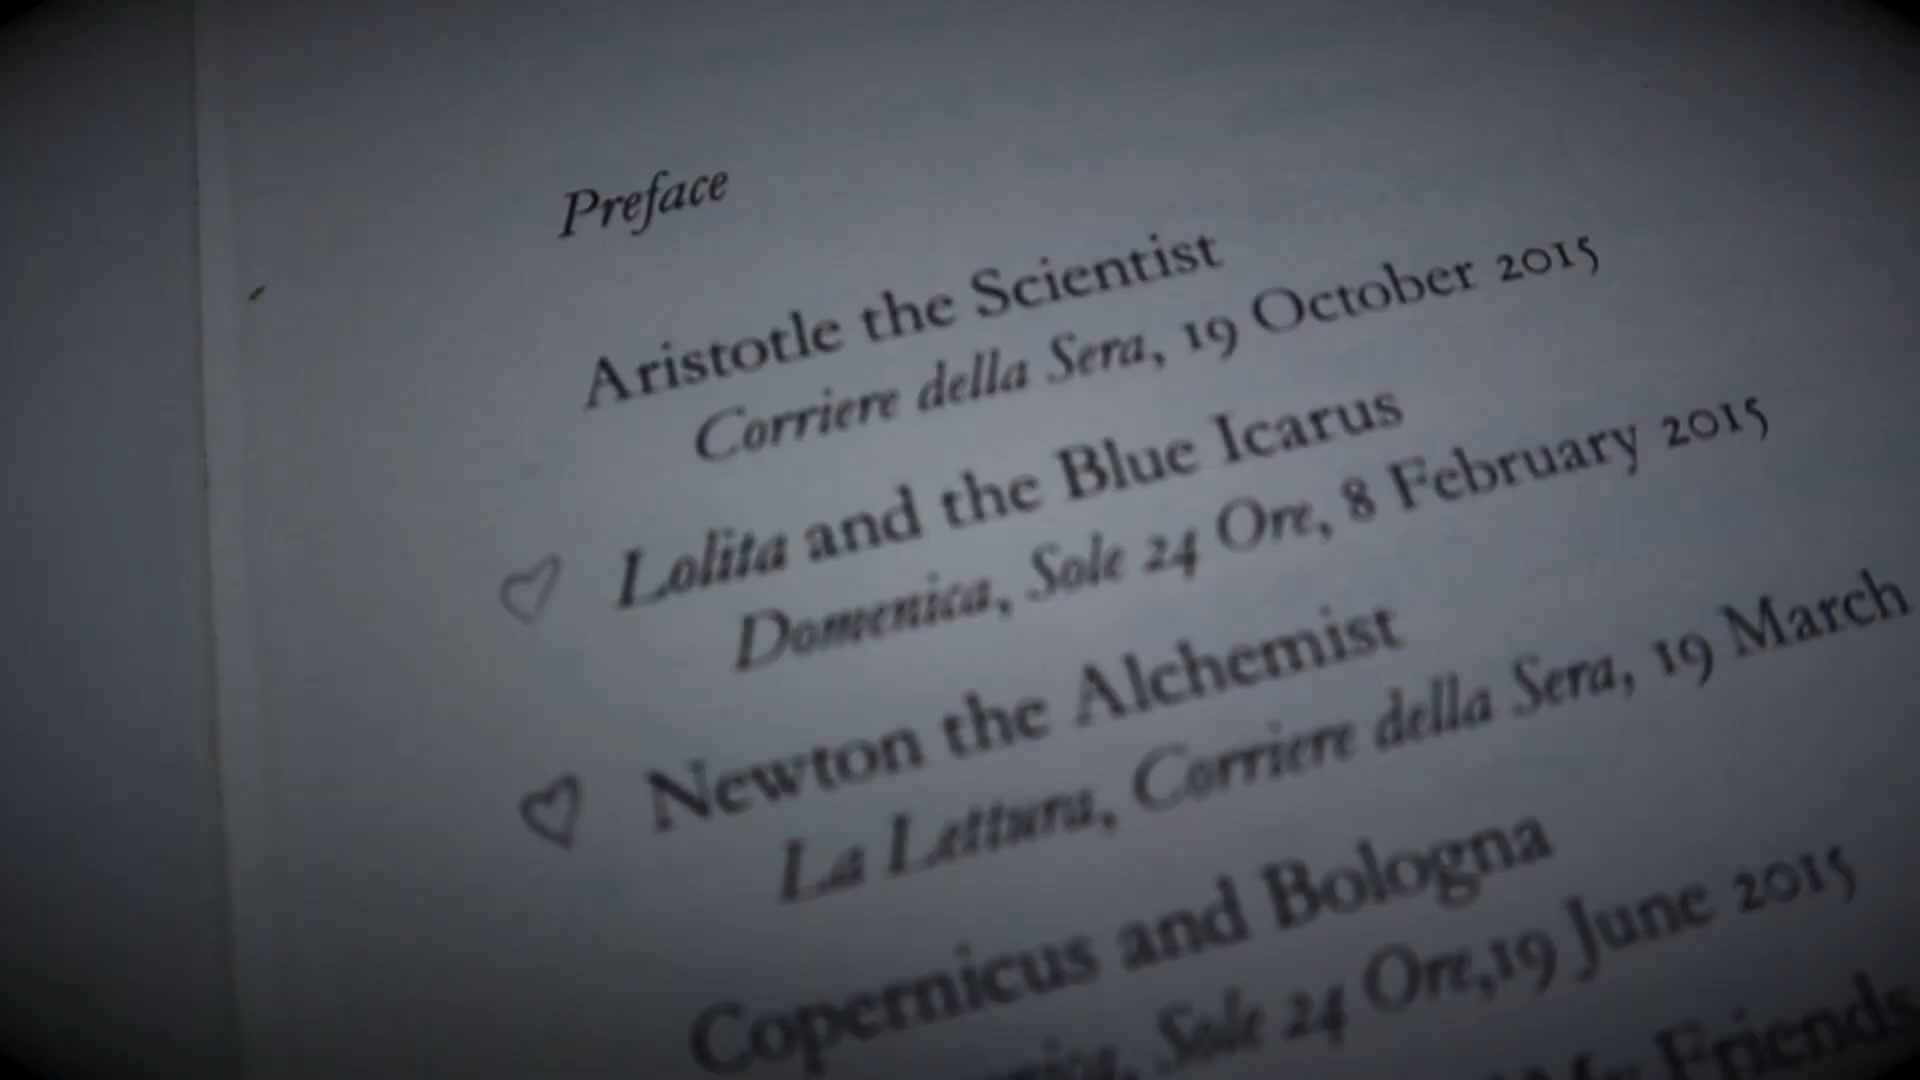 Preface
Aristotle the Scientist
Corriere della Sera, 19 October 2015
Lolita and the Blue Icarus
Domenica, Sole 24 Ore, 8 February 2015
Newton the Alchemist
La Lettura, Corriere della Sera, 19 March
Copernicus and Bologna
Sole 24 Ore,19 June 2015
My Friends